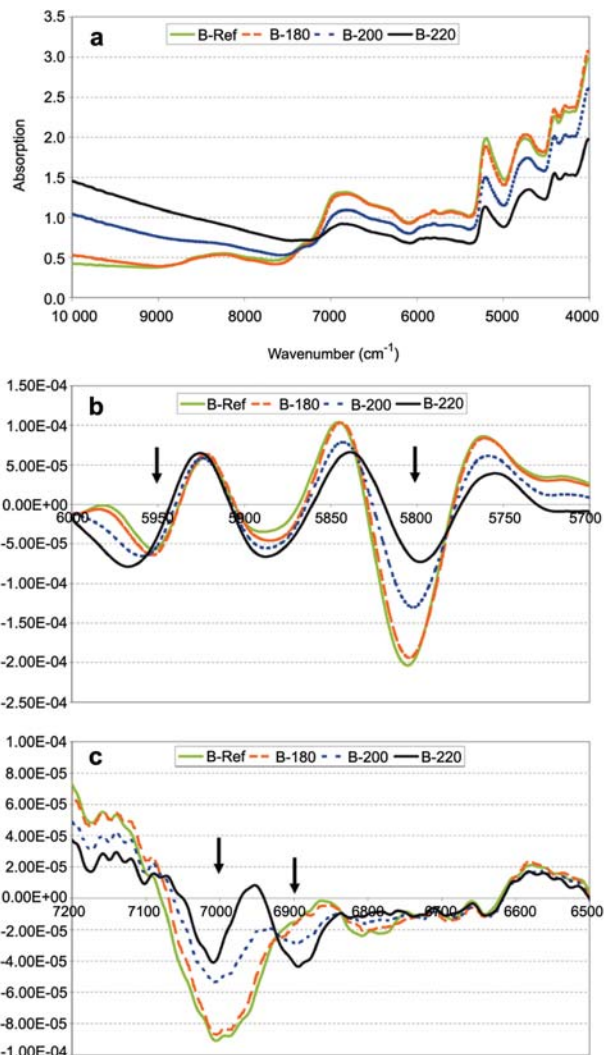 a
B-Ref B-180 B-200 B-220
3.5
3.0
2.5
2.0
1.5
1.0
0.5
0.0
Absorption
10 000 9000 8000 7000 6000 5000 4000
Wavenumber (cm⁻¹)
b
B-Ref B-180 B-200 B-220
1.50E-04
1.00E-04
5.00E-05
0.00E+00
6000 5950 5850 5800 5750 5700
-5.00E-05
-1.00E-04
-1.50E-04
-2.00E-04
-2.50E-04
c
B-Ref B-180 B-200 B-220
1.00E-04
8.00E-05
6.00E-05
4.00E-05
2.00E-05
0.00E+00
7200 7100 7000 6900 6800 6700 6600 6500
-2.00E-05
-4.00E-05
-6.00E-05
-8.00E-05
-1.00E-04